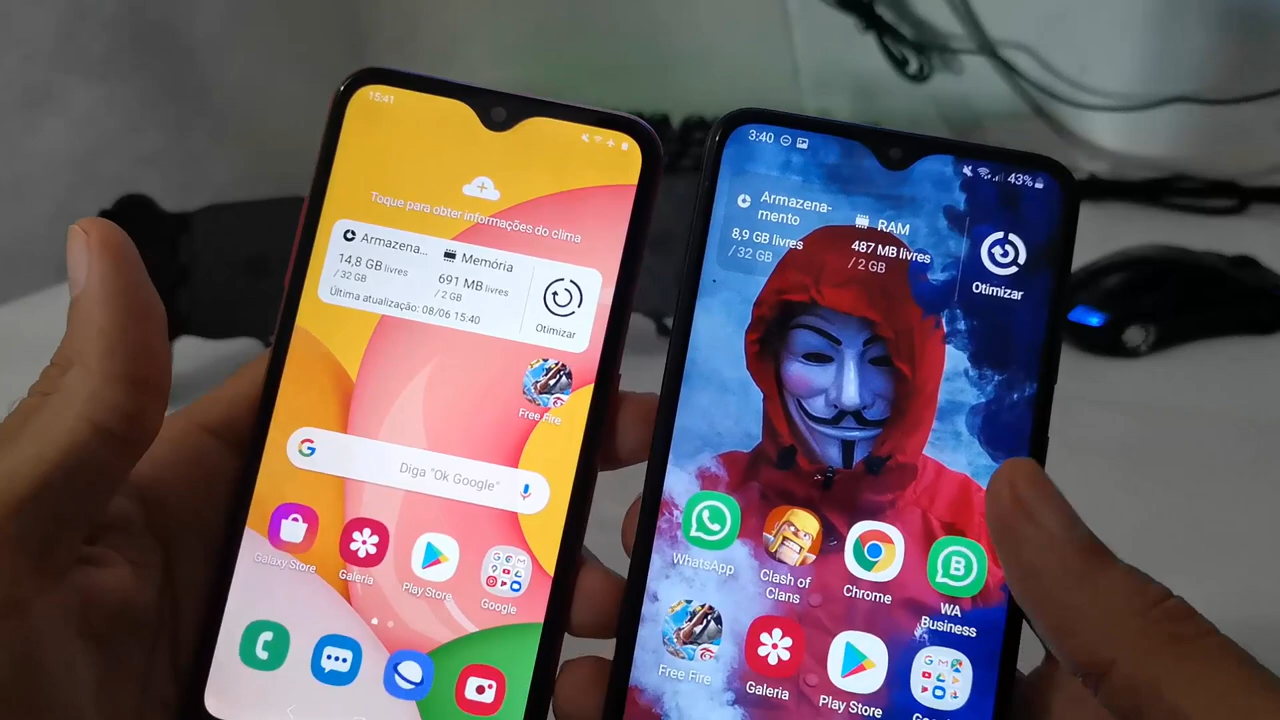 15:41
Toque para obter informações do clima
Armazena...
14,8 GB livres
/ 32 GB
Memória
691 MB livres
/ 2 GB
Última atualização: 08/06 15:40
Otimizar
Free Fire
Diga "Ok Google"
Galaxy Store
Galeria
Play Store
Google
3:40
43%
Armazena-
mento
8,9 GB livres
/ 32 GB
RAM
487 MB livres
/ 2 GB
Otimizar
WhatsApp
Clash of
Clans
Chrome
WA
Business
Free Fire
Galeria
Play Store